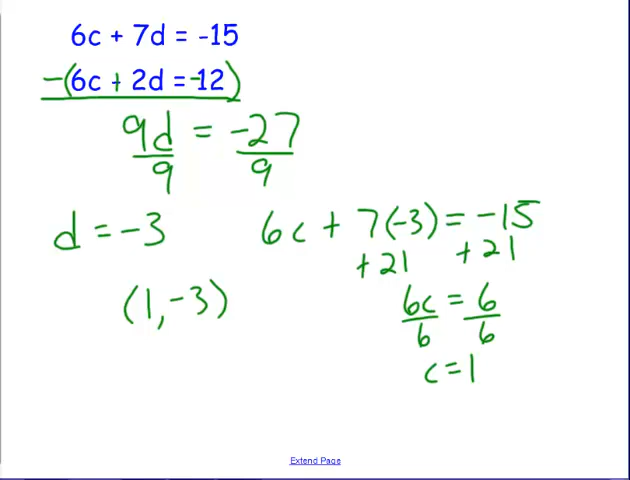 6c + 7d = -15
-(6c + 2d = -12)
9d/9 = -27/9
d = -3
6c + 7(-3) = -15
+21 +21
6c/6 = 6/6
c = 1
(1, -3)
Extend Page